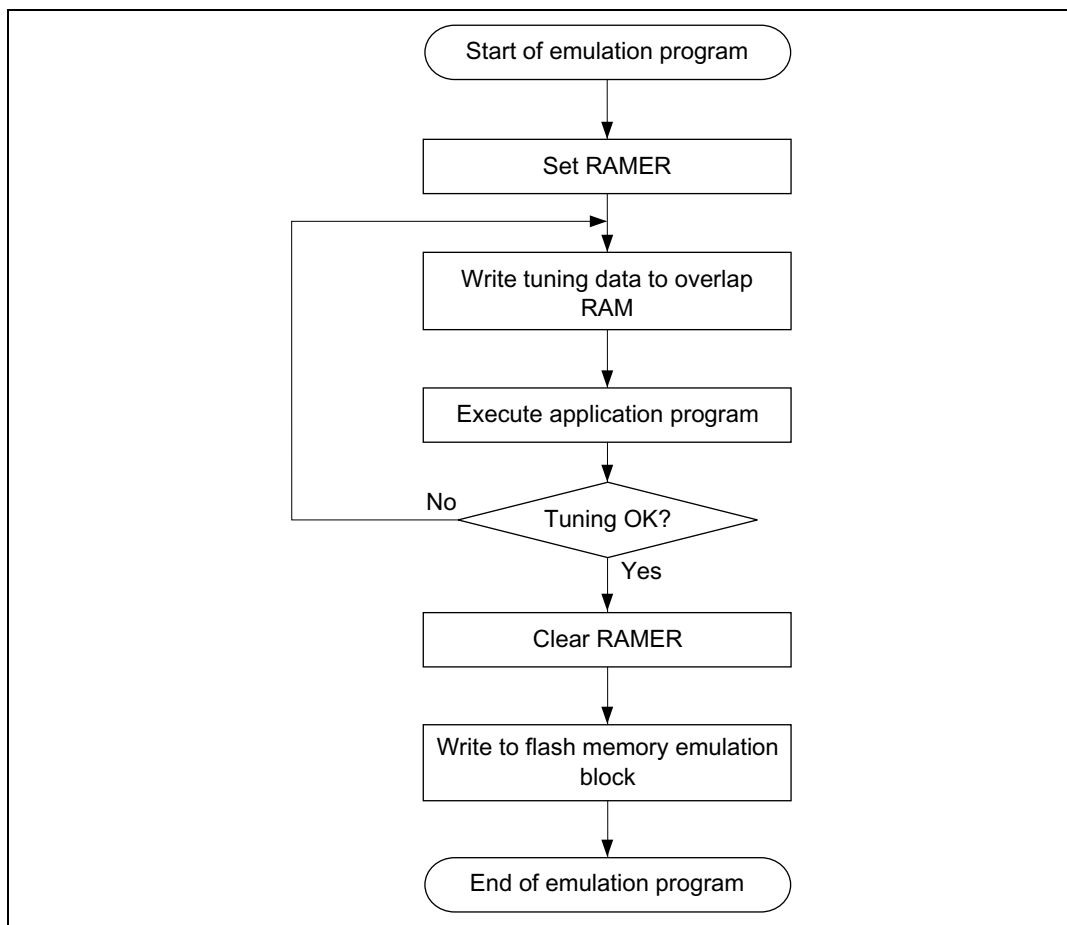 Start of emulation program
Set RAMER
Write tuning data to overlap
RAM
Execute application program
No
Tuning OK?
Yes
Clear RAMER
Write to flash memory emulation
block
End of emulation program